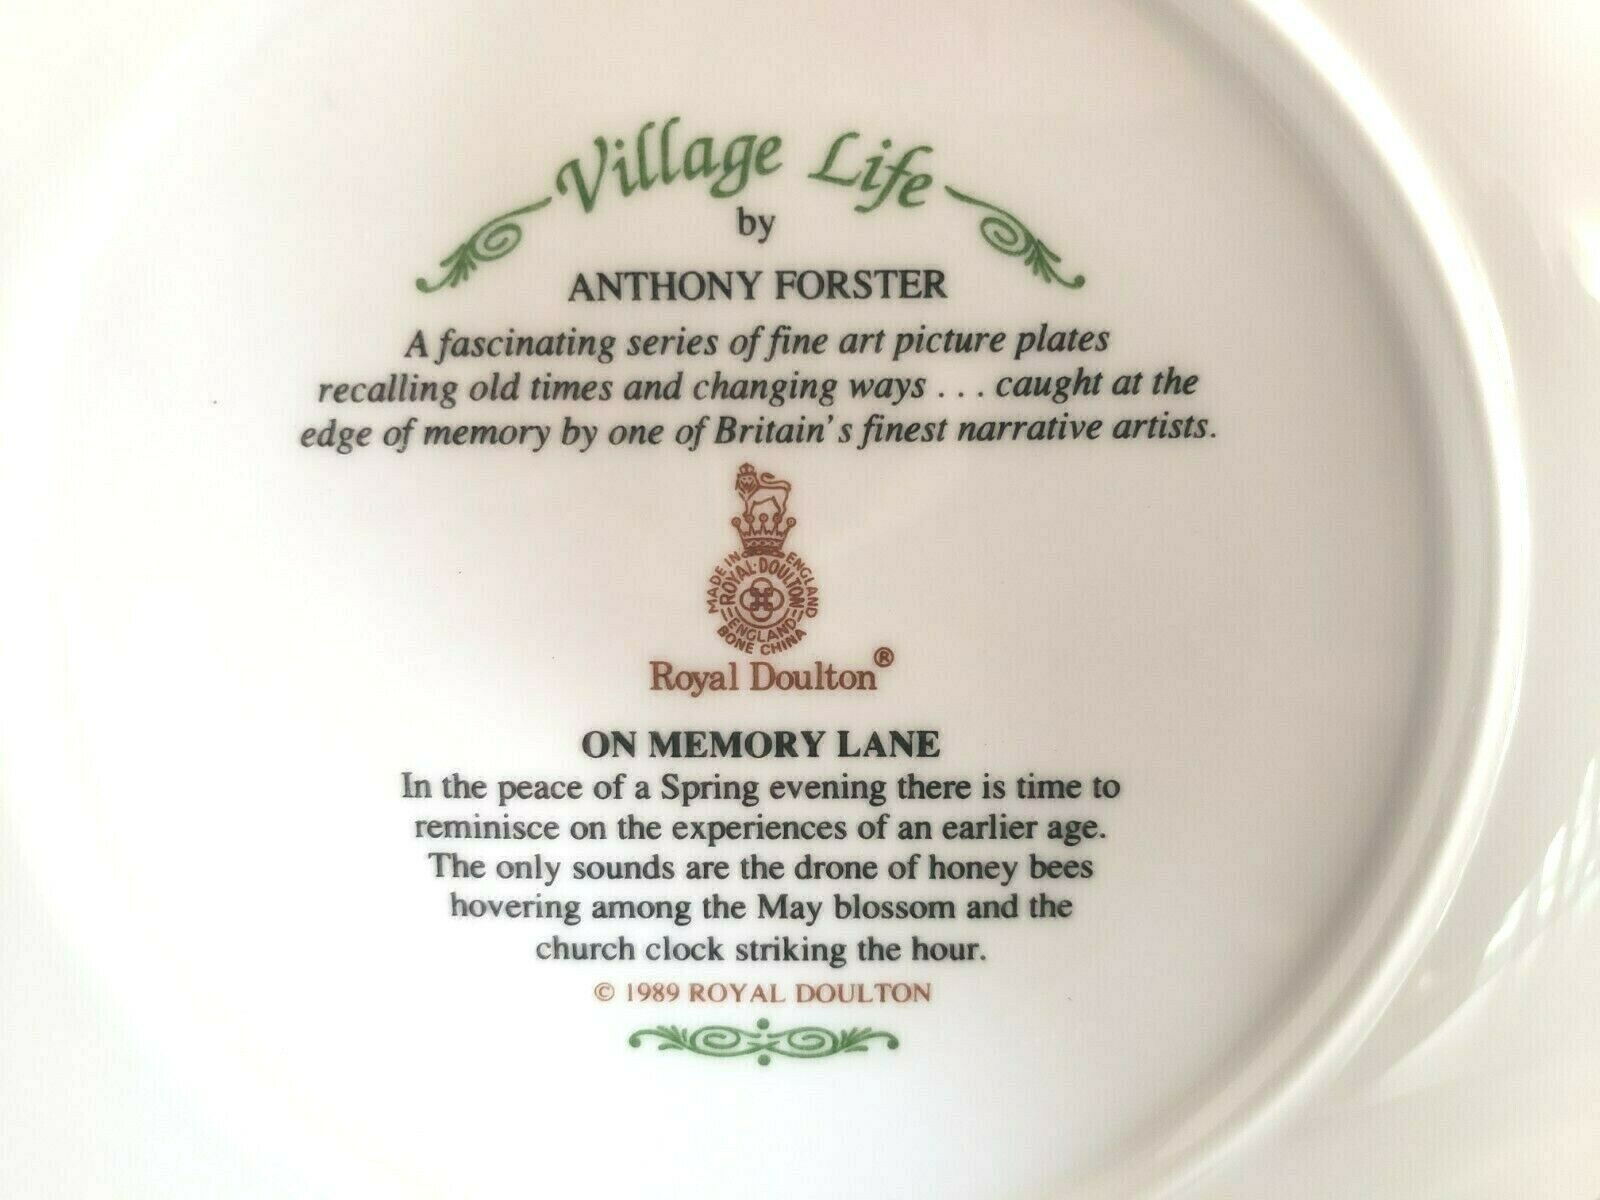 Village Life
by
ANTHONY FORSTER
A fascinating series of fine art picture plates
recalling old times and changing ways . . . caught at the
edge of memory by one of Britain's finest narrative artists.
MADE IN ENGLAND
ROYAL·DOULTON
ENGLAND
BONE CHINA
Royal Doulton®
ON MEMORY LANE
In the peace of a Spring evening there is time to
reminisce on the experiences of an earlier age.
The only sounds are the drone of honey bees
hovering among the May blossom and the
church clock striking the hour.
© 1989 ROYAL DOULTON